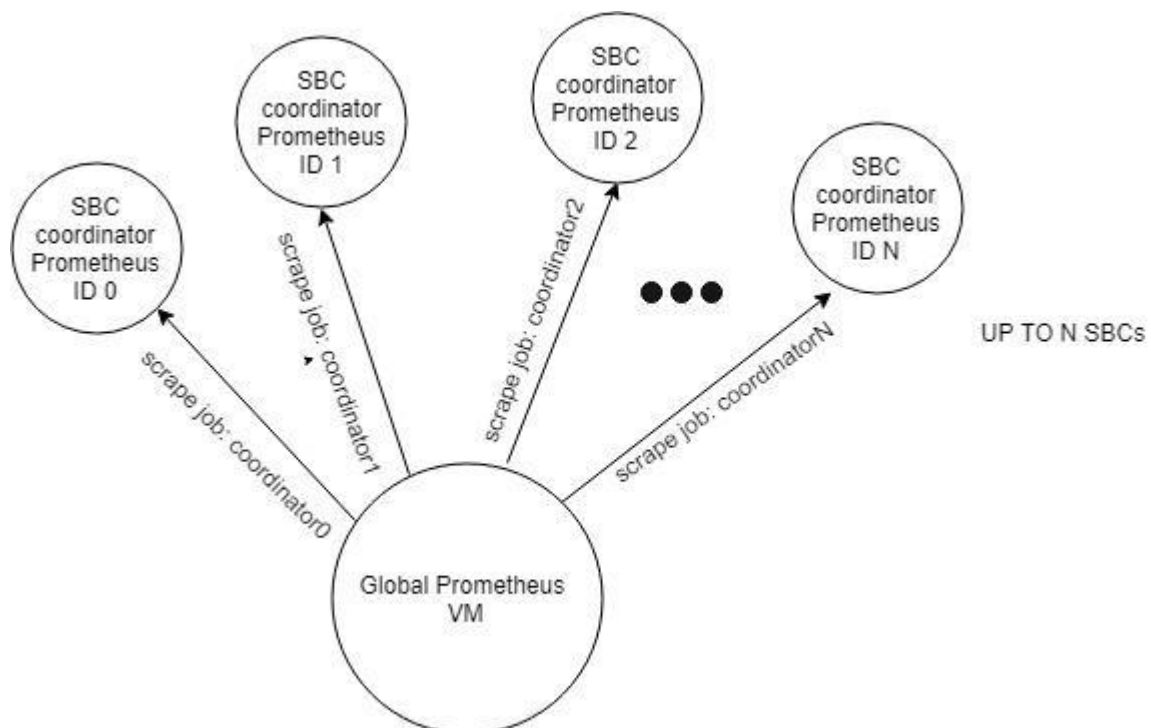 SBC
coordinator
Prometheus
ID 0
SBC
coordinator
Prometheus
ID 1
SBC
coordinator
Prometheus
ID 2
SBC
coordinator
Prometheus
ID N
scrape job: coordinator0
scrape job: coordinator1
scrape job: coordinator2
scrape job: coordinatorN
UP TO N SBCs
Global Prometheus
VM